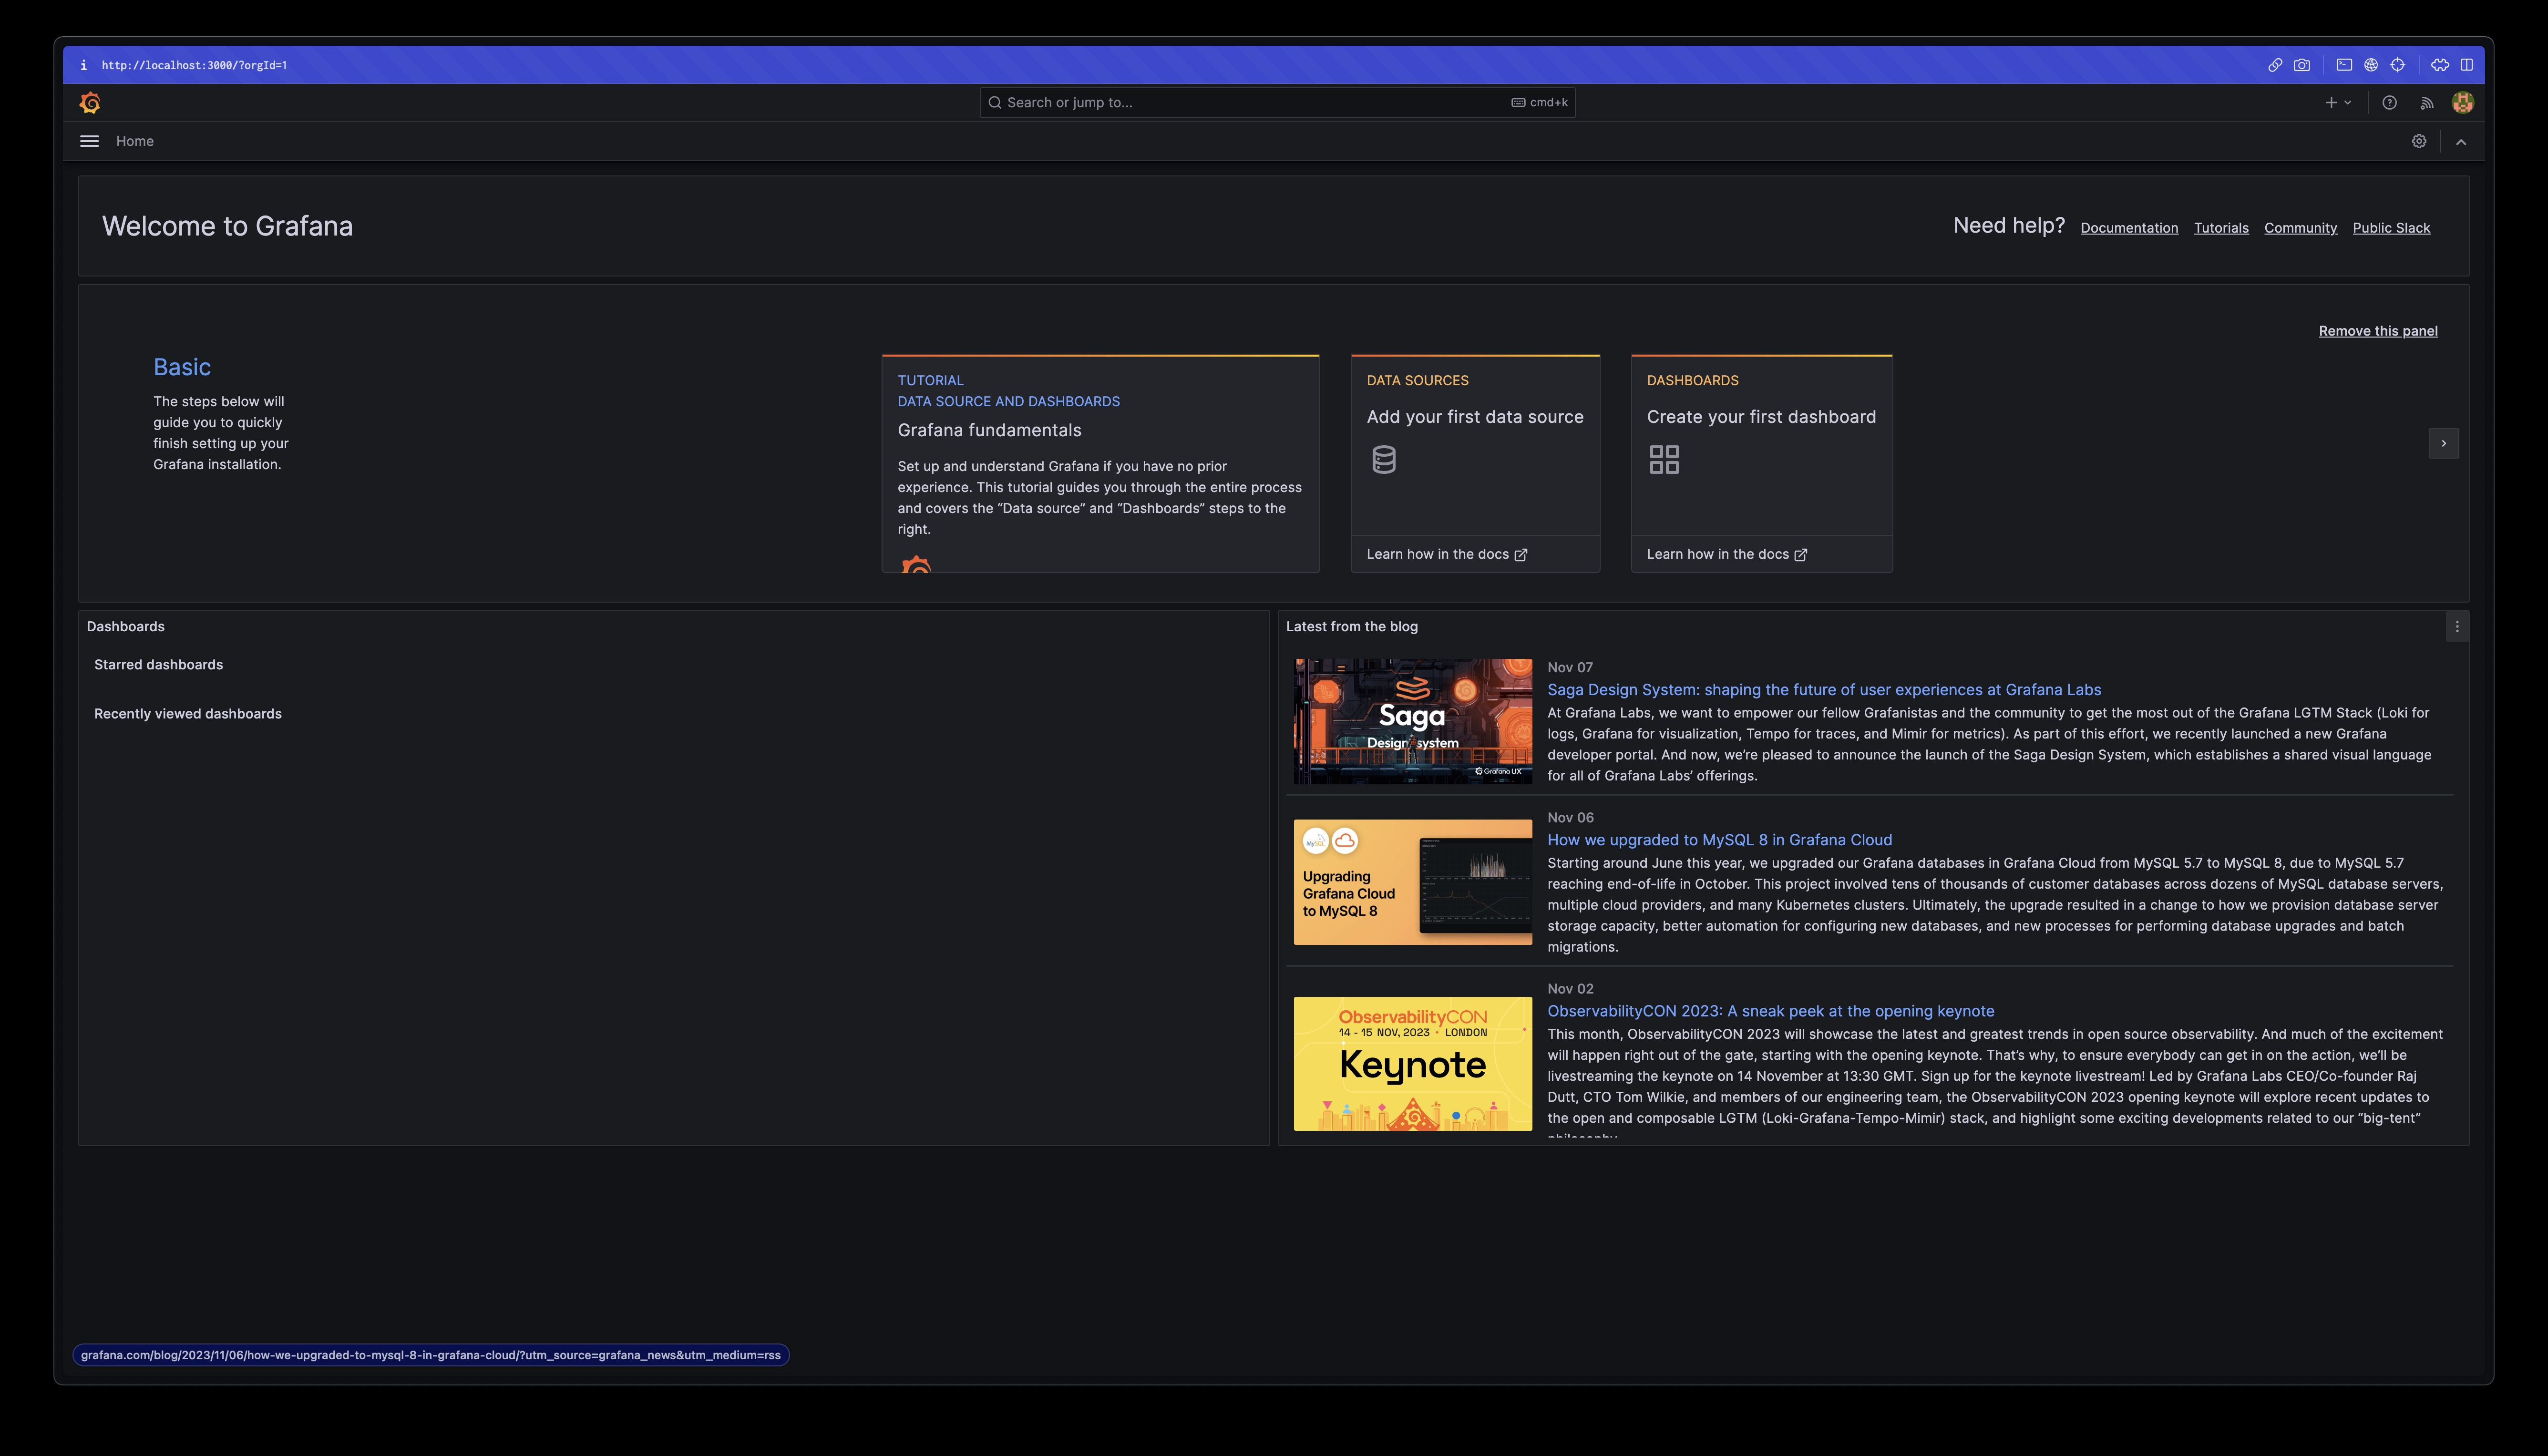 http://localhost:3000/?orgId=1
Search or jump to...
cmd+k
Home
Welcome to Grafana
Need help?
Documentation
Tutorials
Community
Public Slack
Remove this panel
Basic
The steps below will
guide you to quickly
finish setting up your
Grafana installation.
TUTORIAL
DATA SOURCE AND DASHBOARDS
Grafana fundamentals
Set up and understand Grafana if you have no prior
experience. This tutorial guides you through the entire process
and covers the “Data source” and “Dashboards” steps to the
right.
DATA SOURCES
Add your first data source
Learn how in the docs
DASHBOARDS
Create your first dashboard
Learn how in the docs
Dashboards
Starred dashboards
Recently viewed dashboards
Latest from the blog
Saga
Design system
Grafana UX
Nov 07
Saga Design System: shaping the future of user experiences at Grafana Labs
At Grafana Labs, we want to empower our fellow Grafanistas and the community to get the most out of the Grafana LGTM Stack (Loki for
logs, Grafana for visualization, Tempo for traces, and Mimir for metrics). As part of this effort, we recently launched a new Grafana
developer portal. And now, we’re pleased to announce the launch of the Saga Design System, which establishes a shared visual language
for all of Grafana Labs’ offerings.
MySQL
Upgrading
Grafana Cloud
to MySQL 8
Nov 06
How we upgraded to MySQL 8 in Grafana Cloud
Starting around June this year, we upgraded our Grafana databases in Grafana Cloud from MySQL 5.7 to MySQL 8, due to MySQL 5.7
reaching end-of-life in October. This project involved tens of thousands of customer databases across dozens of MySQL database servers,
multiple cloud providers, and many Kubernetes clusters. Ultimately, the upgrade resulted in a change to how we provision database server
storage capacity, better automation for configuring new databases, and new processes for performing database upgrades and batch
migrations.
ObservabilityCON
14 - 15 NOV, 2023 • LONDON
Keynote
Nov 02
ObservabilityCON 2023: A sneak peek at the opening keynote
This month, ObservabilityCON 2023 will showcase the latest and greatest trends in open source observability. And much of the excitement
will happen right out of the gate, starting with the opening keynote. That’s why, to ensure everybody can get in on the action, we’ll be
livestreaming the keynote on 14 November at 13:30 GMT. Sign up for the keynote livestream! Led by Grafana Labs CEO/Co-founder Raj
Dutt, CTO Tom Wilkie, and members of our engineering team, the ObservabilityCON 2023 opening keynote will explore recent updates to
the open and composable LGTM (Loki-Grafana-Tempo-Mimir) stack, and highlight some exciting developments related to our “big-tent”
grafana.com/blog/2023/11/06/how-we-upgraded-to-mysql-8-in-grafana-cloud/?utm_source=grafana_news&utm_medium=rss